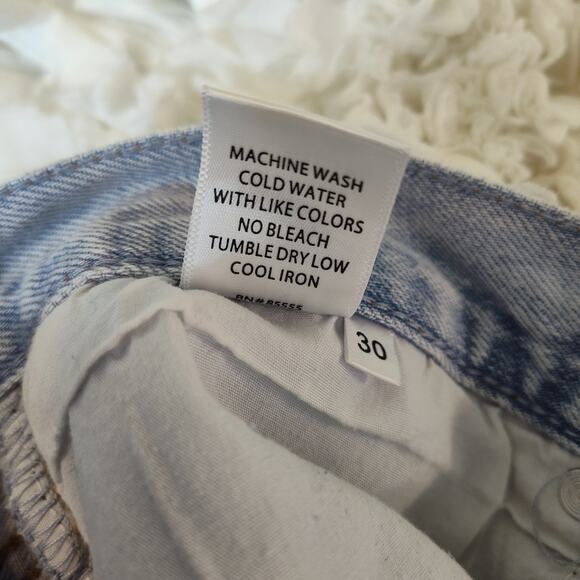 MACHINE WASH
COLD WATER
WITH LIKE COLORS
NO BLEACH
TUMBLE DRY LOW
COOL IRON
RN# 85555
30